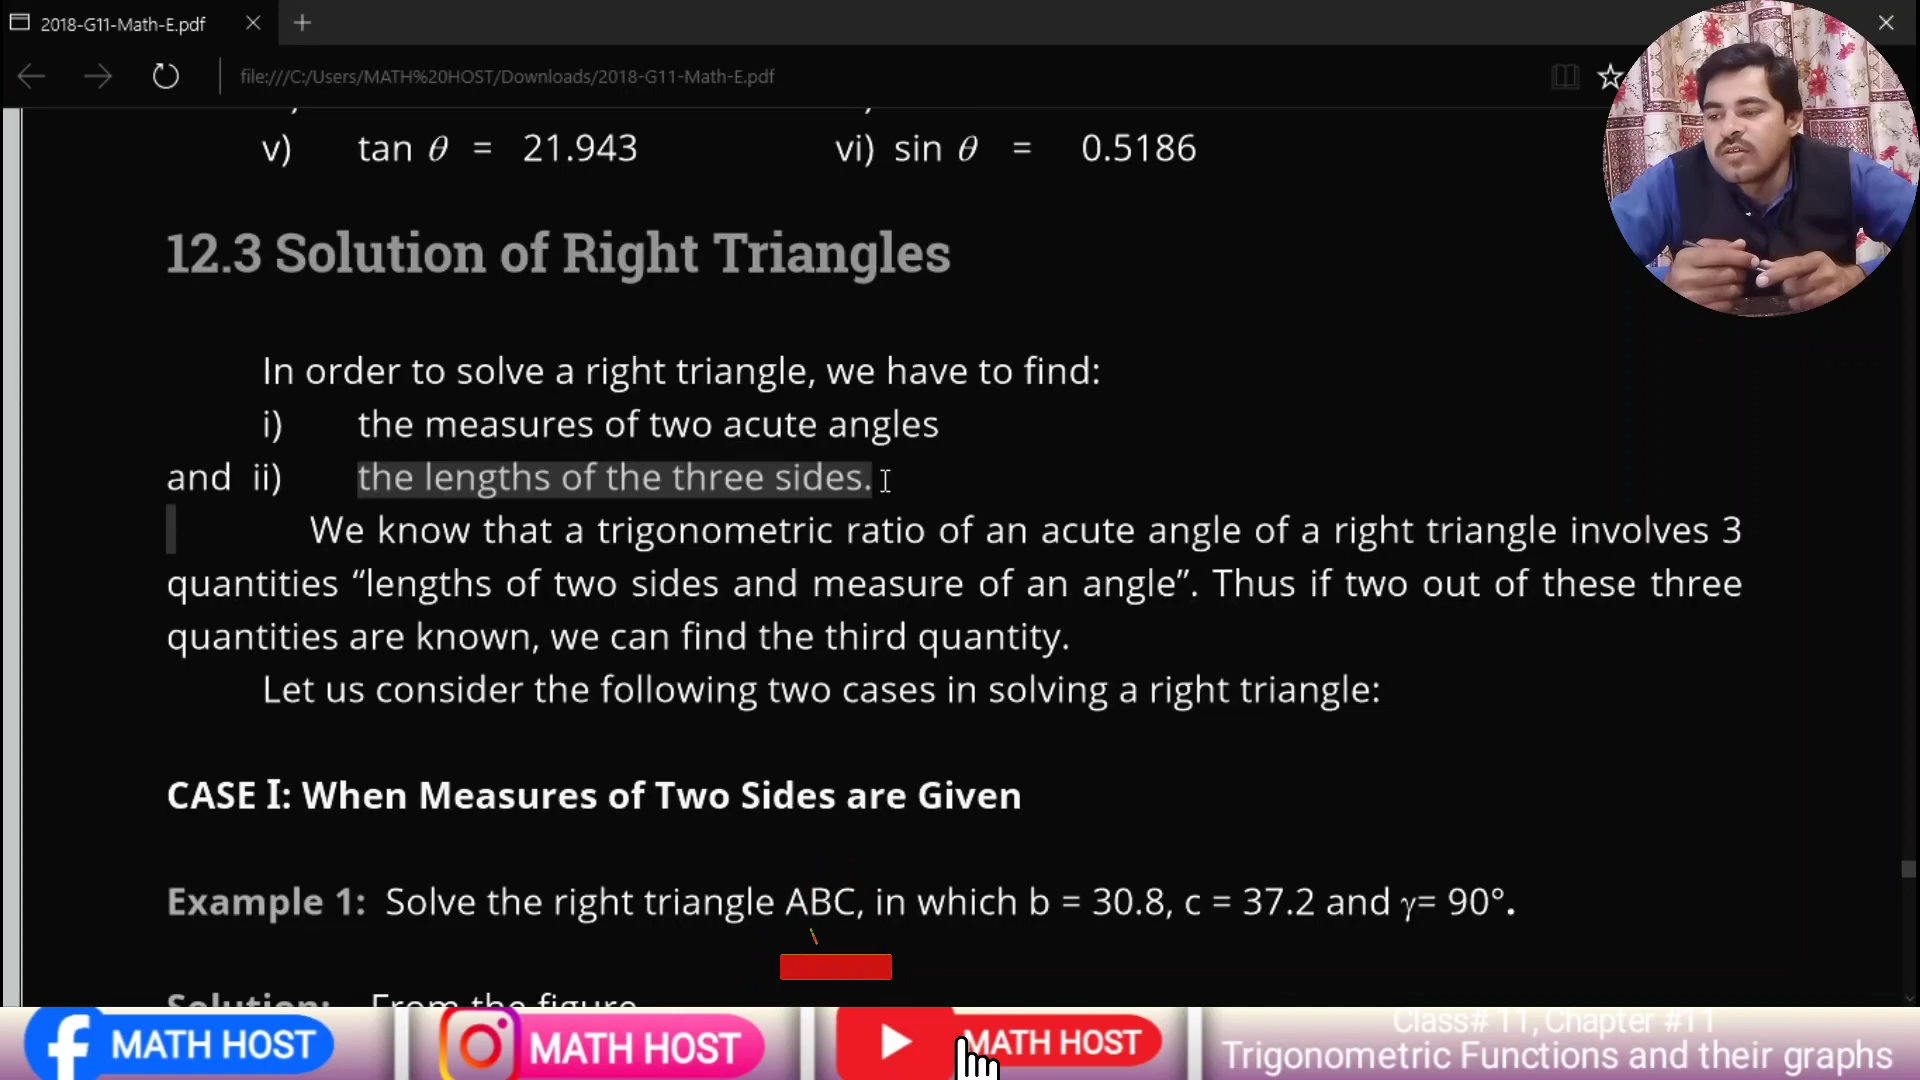 2018-G11-Math-E.pdf
file:///C:/Users/MATH%20HOST/Downloads/2018-G11-Math-E.pdf
v) tan θ = 21.943 vi) sin θ = 0.5186
12.3 Solution of Right Triangles
In order to solve a right triangle, we have to find:
i) the measures of two acute angles
and ii) the lengths of the three sides.
We know that a trigonometric ratio of an acute angle of a right triangle involves 3
quantities “lengths of two sides and measure of an angle”. Thus if two out of these three
quantities are known, we can find the third quantity.
Let us consider the following two cases in solving a right triangle:
CASE I: When Measures of Two Sides are Given
Example 1: Solve the right triangle ABC, in which b = 30.8, c = 37.2 and γ= 90°.
Solution: From the figure
MATH HOST
MATH HOST
MATH HOST
Class# 11, Chapter #11
Trigonometric Functions and their graphs